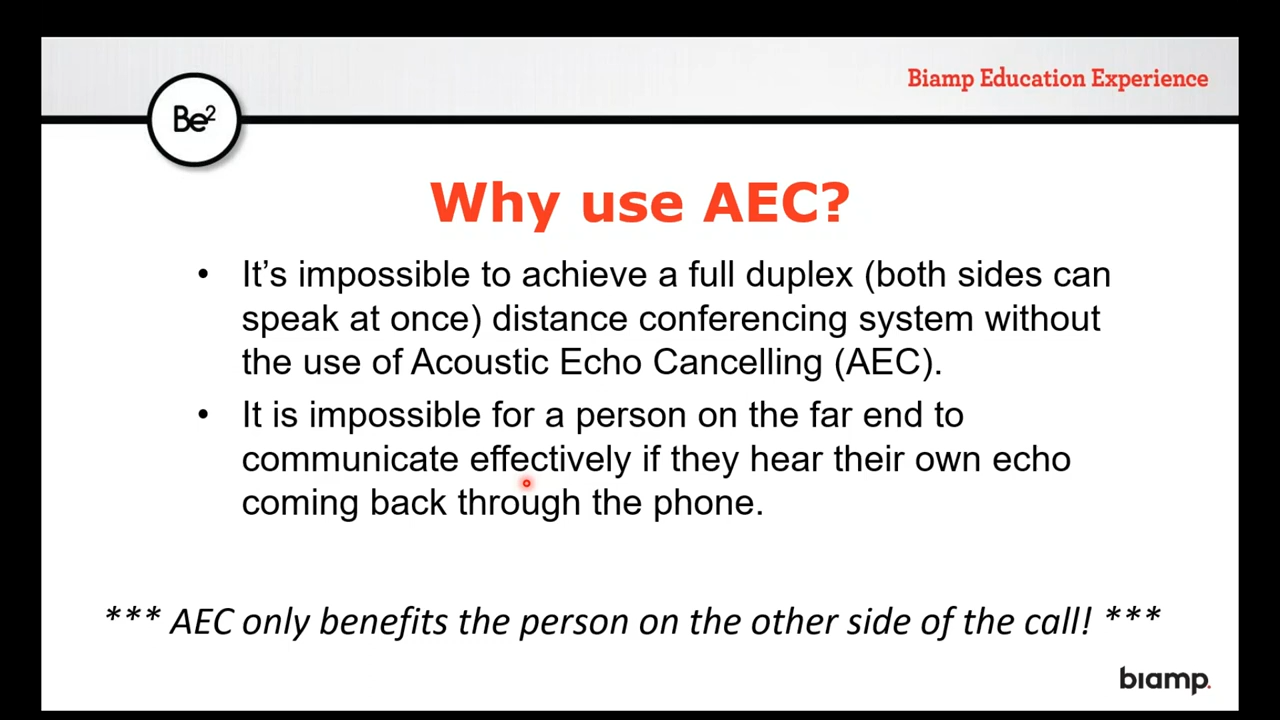 Biamp Education Experience
Be²
Why use AEC?
• It’s impossible to achieve a full duplex (both sides can
speak at once) distance conferencing system without
the use of Acoustic Echo Cancelling (AEC).
• It is impossible for a person on the far end to
communicate effectively if they hear their own echo
coming back through the phone.
*** AEC only benefits the person on the other side of the call! ***
biamp.